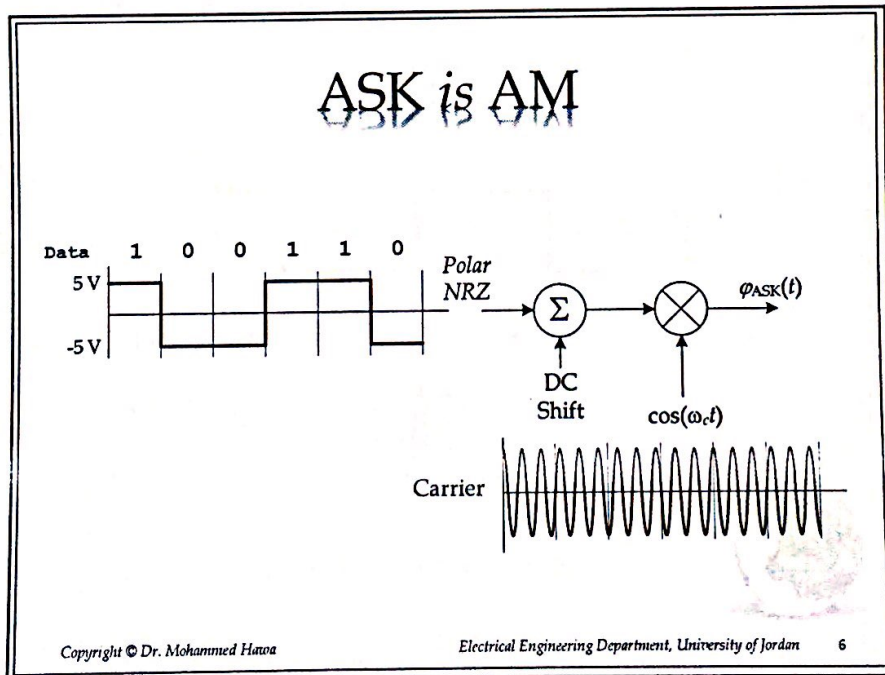 ASK is AM
Data 1 0 0 1 1 0
5 V
-5 V
Polar
NRZ
Σ
φASK(t)
DC
Shift
cos(ωct)
Carrier
Copyright © Dr. Mohammed Hawa
Electrical Engineering Department, University of Jordan 6